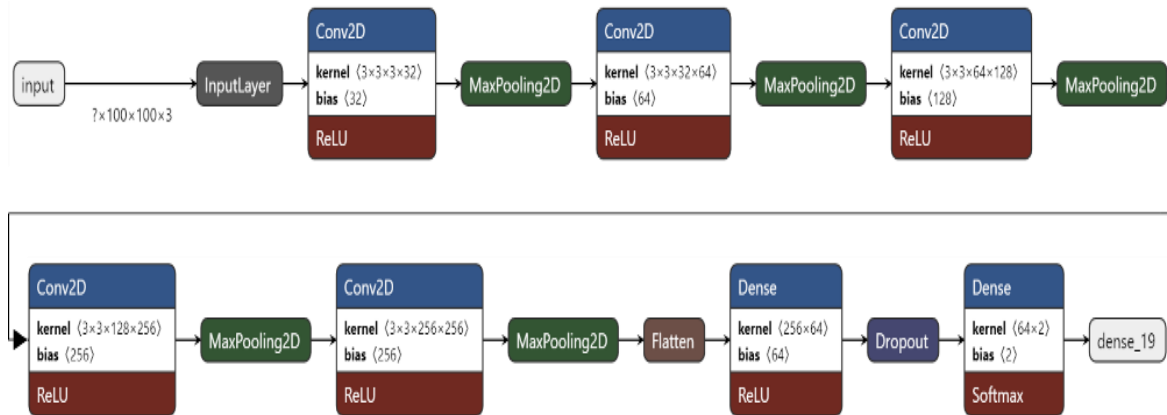 input
?×100×100×3
InputLayer
Conv2D
kernel ⟨3×3×3×32⟩
bias ⟨32⟩
ReLU
MaxPooling2D
Conv2D
kernel ⟨3×3×32×64⟩
bias ⟨64⟩
ReLU
MaxPooling2D
Conv2D
kernel ⟨3×3×64×128⟩
bias ⟨128⟩
ReLU
MaxPooling2D
Conv2D
kernel ⟨3×3×128×256⟩
bias ⟨256⟩
ReLU
MaxPooling2D
Conv2D
kernel ⟨3×3×256×256⟩
bias ⟨256⟩
ReLU
MaxPooling2D
Flatten
Dense
kernel ⟨256×64⟩
bias ⟨64⟩
ReLU
Dropout
Dense
kernel ⟨64×2⟩
bias ⟨2⟩
Softmax
dense_19